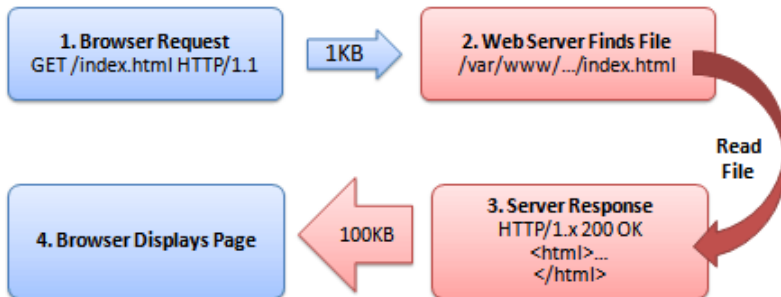 1. Browser Request
GET /index.html HTTP/1.1
1KB
2. Web Server Finds File
/var/www/.../index.html
Read
File
3. Server Response
HTTP/1.x 200 OK
<html>...
</html>
100KB
4. Browser Displays Page